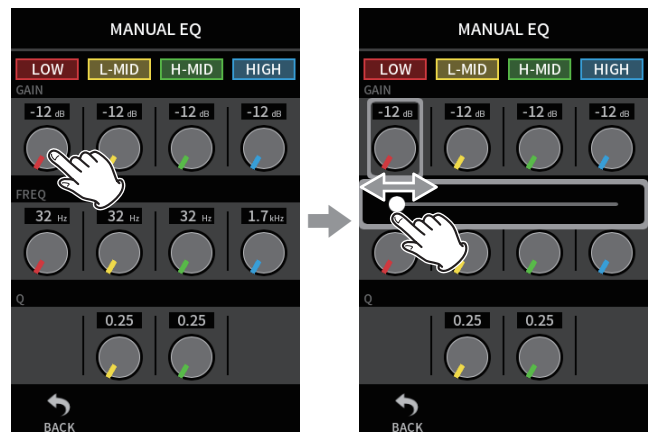 MANUAL EQ
LOW L-MID H-MID HIGH
GAIN
-12 dB -12 dB -12 dB -12 dB
FREQ
32 Hz 32 Hz 32 Hz 1.7 kHz
Q
0.25 0.25
BACK
MANUAL EQ
LOW L-MID H-MID HIGH
GAIN
-12 dB -12 dB -12 dB -12 dB
Q
0.25 0.25
BACK